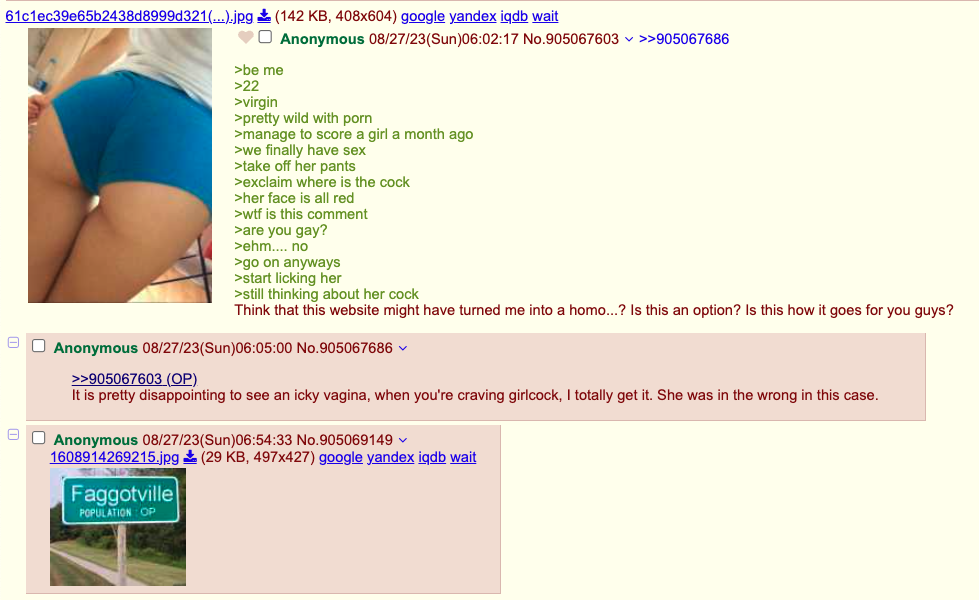 61c1ec39e65b2438d8999d321(...).jpg (142 KB, 408x604) google yandex iqdb wait
Anonymous 08/27/23(Sun)06:02:17 No.905067603 >>905067686
>be me
>22
>virgin
>pretty wild with porn
>manage to score a girl a month ago
>we finally have sex
>take off her pants
>exclaim where is the cock
>her face is all red
>wtf is this comment
>are you gay?
>ehm.... no
>go on anyways
>start licking her
>still thinking about her cock
Think that this website might have turned me into a homo...? Is this an option? Is this how it goes for you guys?
Anonymous 08/27/23(Sun)06:05:00 No.905067686
>>905067603 (OP)
It is pretty disappointing to see an icky vagina, when you're craving girlcock, I totally get it. She was in the wrong in this case.
Anonymous 08/27/23(Sun)06:54:33 No.905069149
1608914269215.jpg (29 KB, 497x427) google yandex iqdb wait
Faggotville
POPULATION : OP